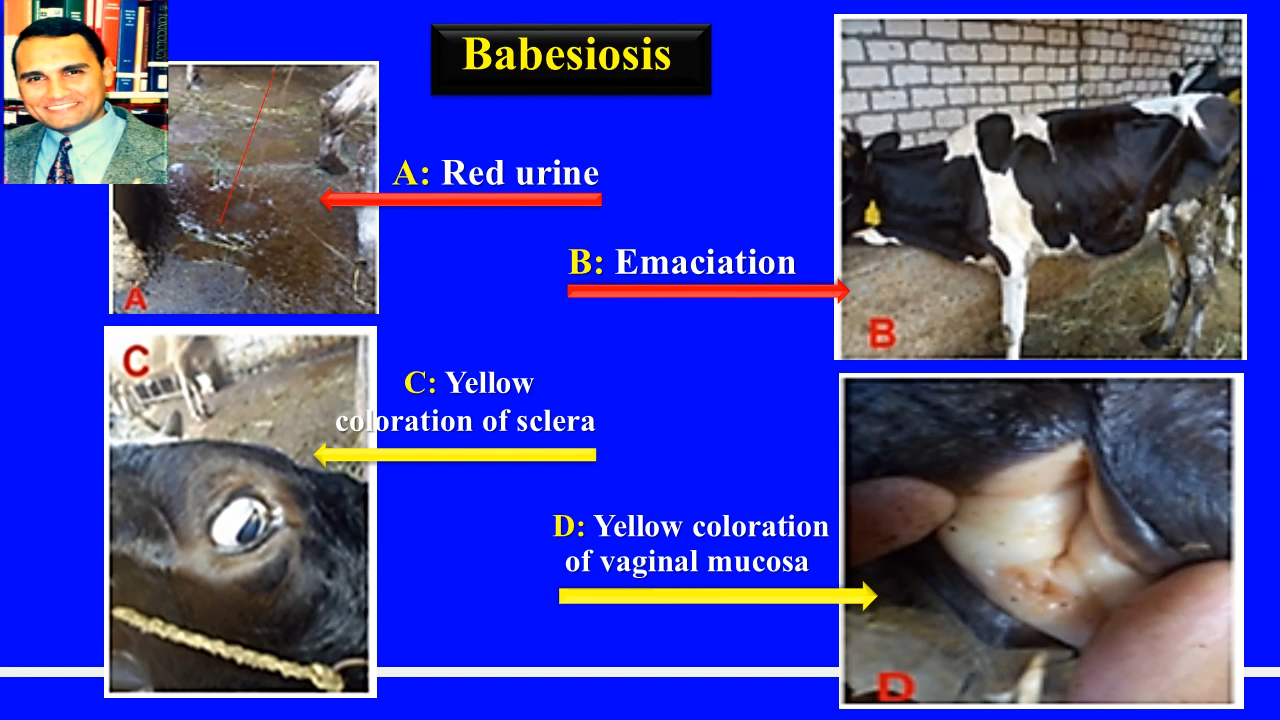 Babesiosis
A: Red urine
A
B: Emaciation
B
C
C: Yellow
coloration of sclera
D: Yellow coloration
of vaginal mucosa
D